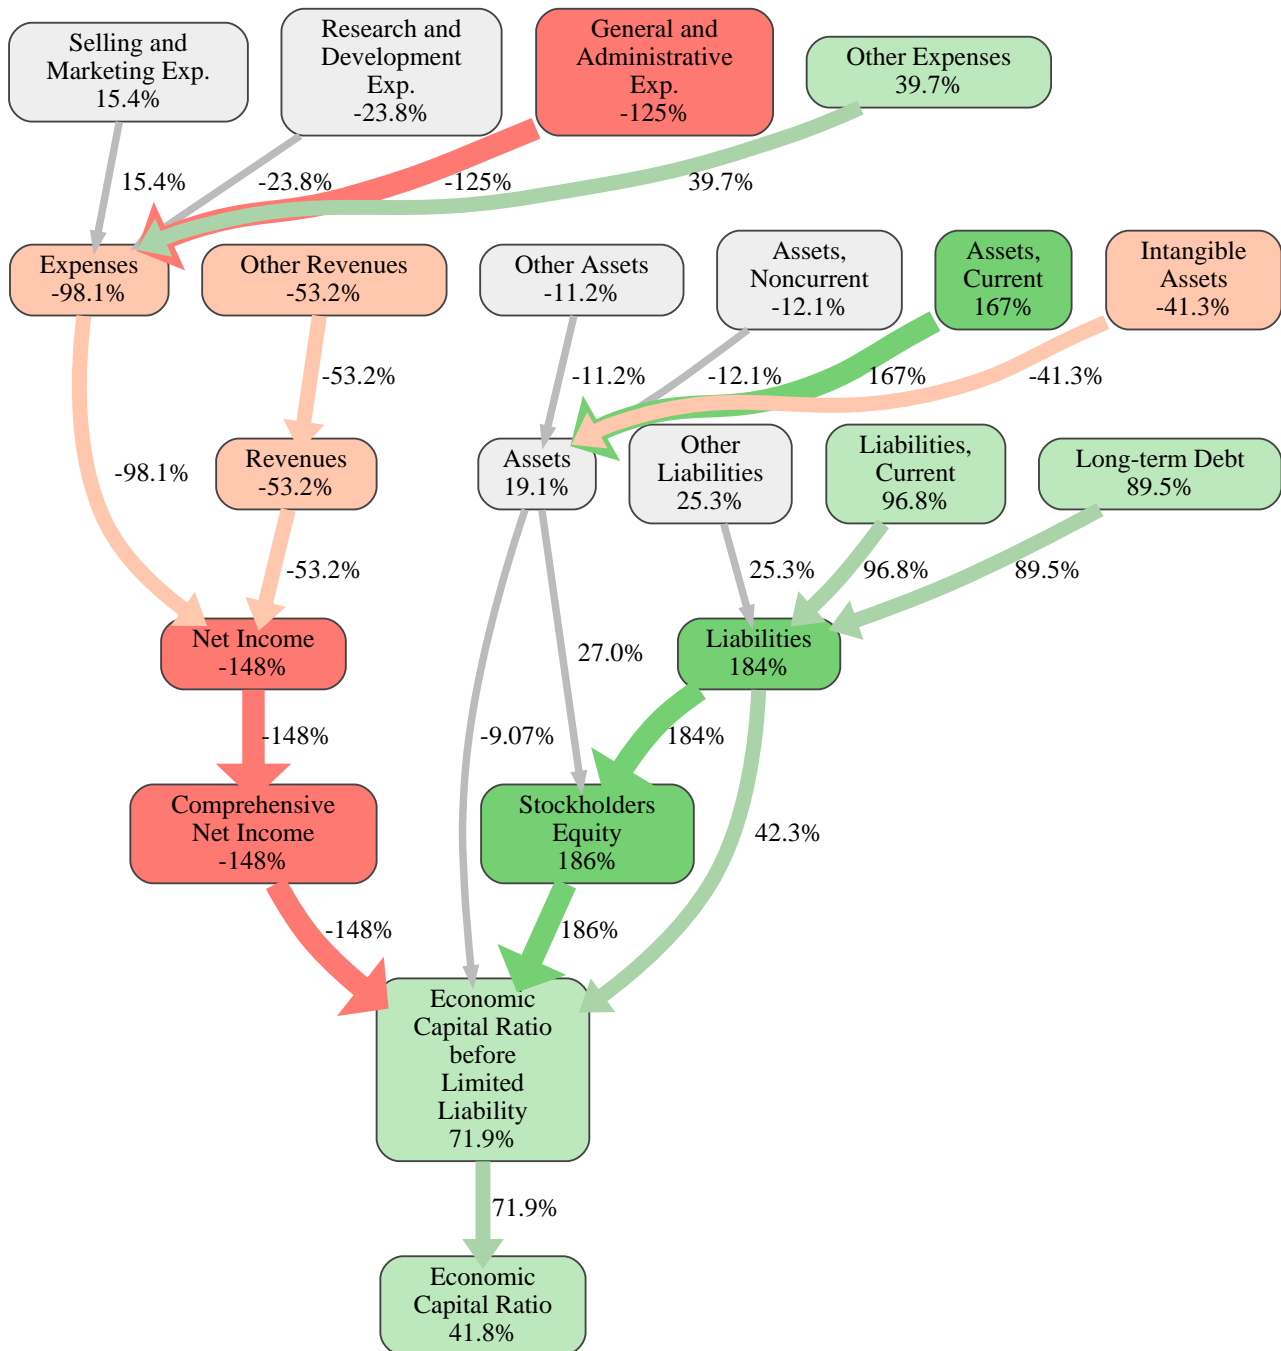 Selling and
Marketing Exp.
15.4%
Research and
Development
Exp.
-23.8%
General and
Administrative
Exp.
-125%
Other Expenses
39.7%
15.4%
-23.8%
-125%
39.7%
Expenses
-98.1%
Other Revenues
-53.2%
Other Assets
-11.2%
Assets,
Noncurrent
-12.1%
Assets,
Current
167%
Intangible
Assets
-41.3%
-53.2%
-11.2%
-12.1%
167%
-41.3%
-98.1%
Revenues
-53.2%
Assets
19.1%
Other
Liabilities
25.3%
Liabilities,
Current
96.8%
Long-term Debt
89.5%
-53.2%
25.3%
96.8%
89.5%
Net Income
-148%
27.0%
Liabilities
184%
-148%
-9.07%
184%
Comprehensive
Net Income
-148%
Stockholders
Equity
186%
42.3%
-148%
186%
Economic
Capital Ratio
before
Limited
Liability
71.9%
71.9%
Economic
Capital Ratio
41.8%